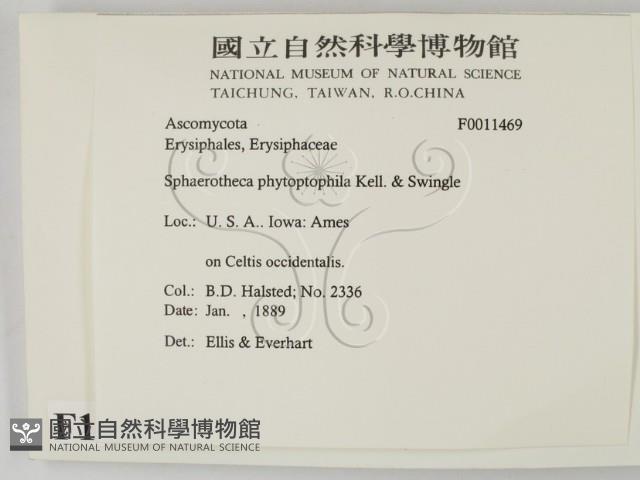 國立自然科學博物館
NATIONAL MUSEUM OF NATURAL SCIENCE
TAICHUNG, TAIWAN, R.O.CHINA
Ascomycota F0011469
Erysiphales, Erysiphaceae
Sphaerotheca phytoptophila Kell. & Swingle
Loc.: U. S. A.. Iowa: Ames
on Celtis occidentalis.
Col.: B.D. Halsted; No. 2336
Date: Jan. , 1889
Det.: Ellis & Everhart
F1
國立自然科學博物館
NATIONAL MUSEUM OF NATURAL SCIENCE